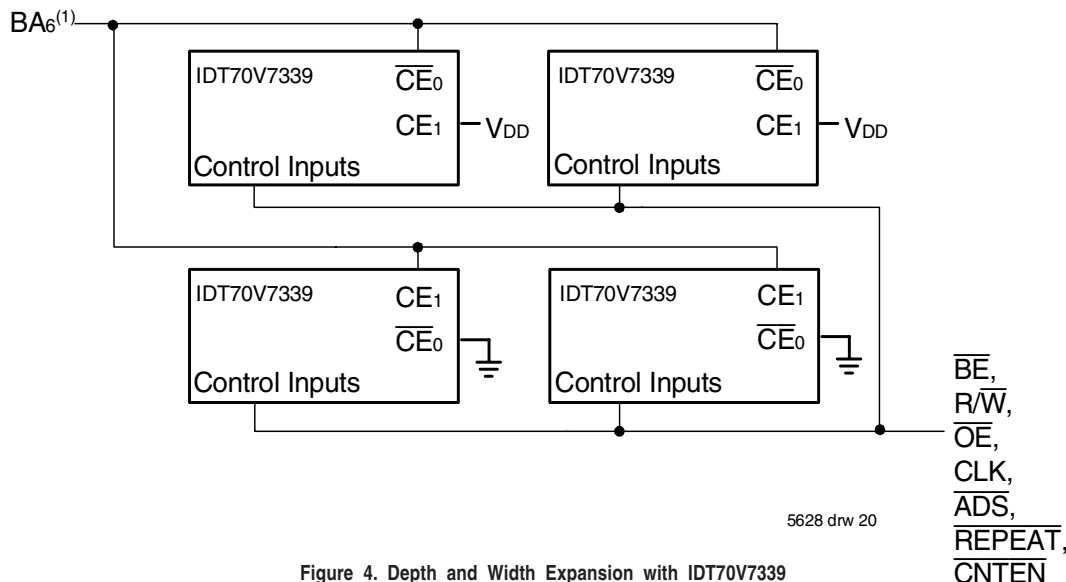 BA6(1)
IDT70V7339
CE0
CE1
VDD
Control Inputs
IDT70V7339
CE0
CE1
VDD
Control Inputs
IDT70V7339
CE1
CE0
Control Inputs
IDT70V7339
CE1
CE0
Control Inputs
BE,
R/W,
OE,
CLK,
ADS,
REPEAT,
CNTEN
5628 drw 20
Figure 4. Depth and Width Expansion with IDT70V7339